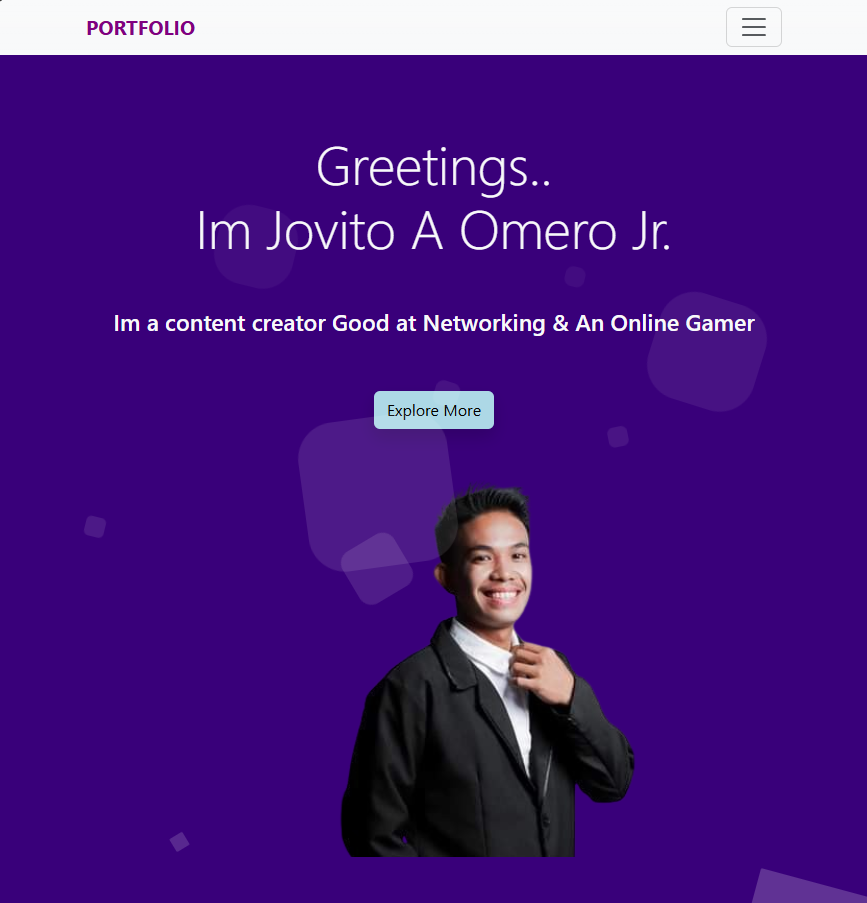 PORTFOLIO
Greetings..
Im Jovito A Omero Jr.
Im a content creator Good at Networking & An Online Gamer
Explore More